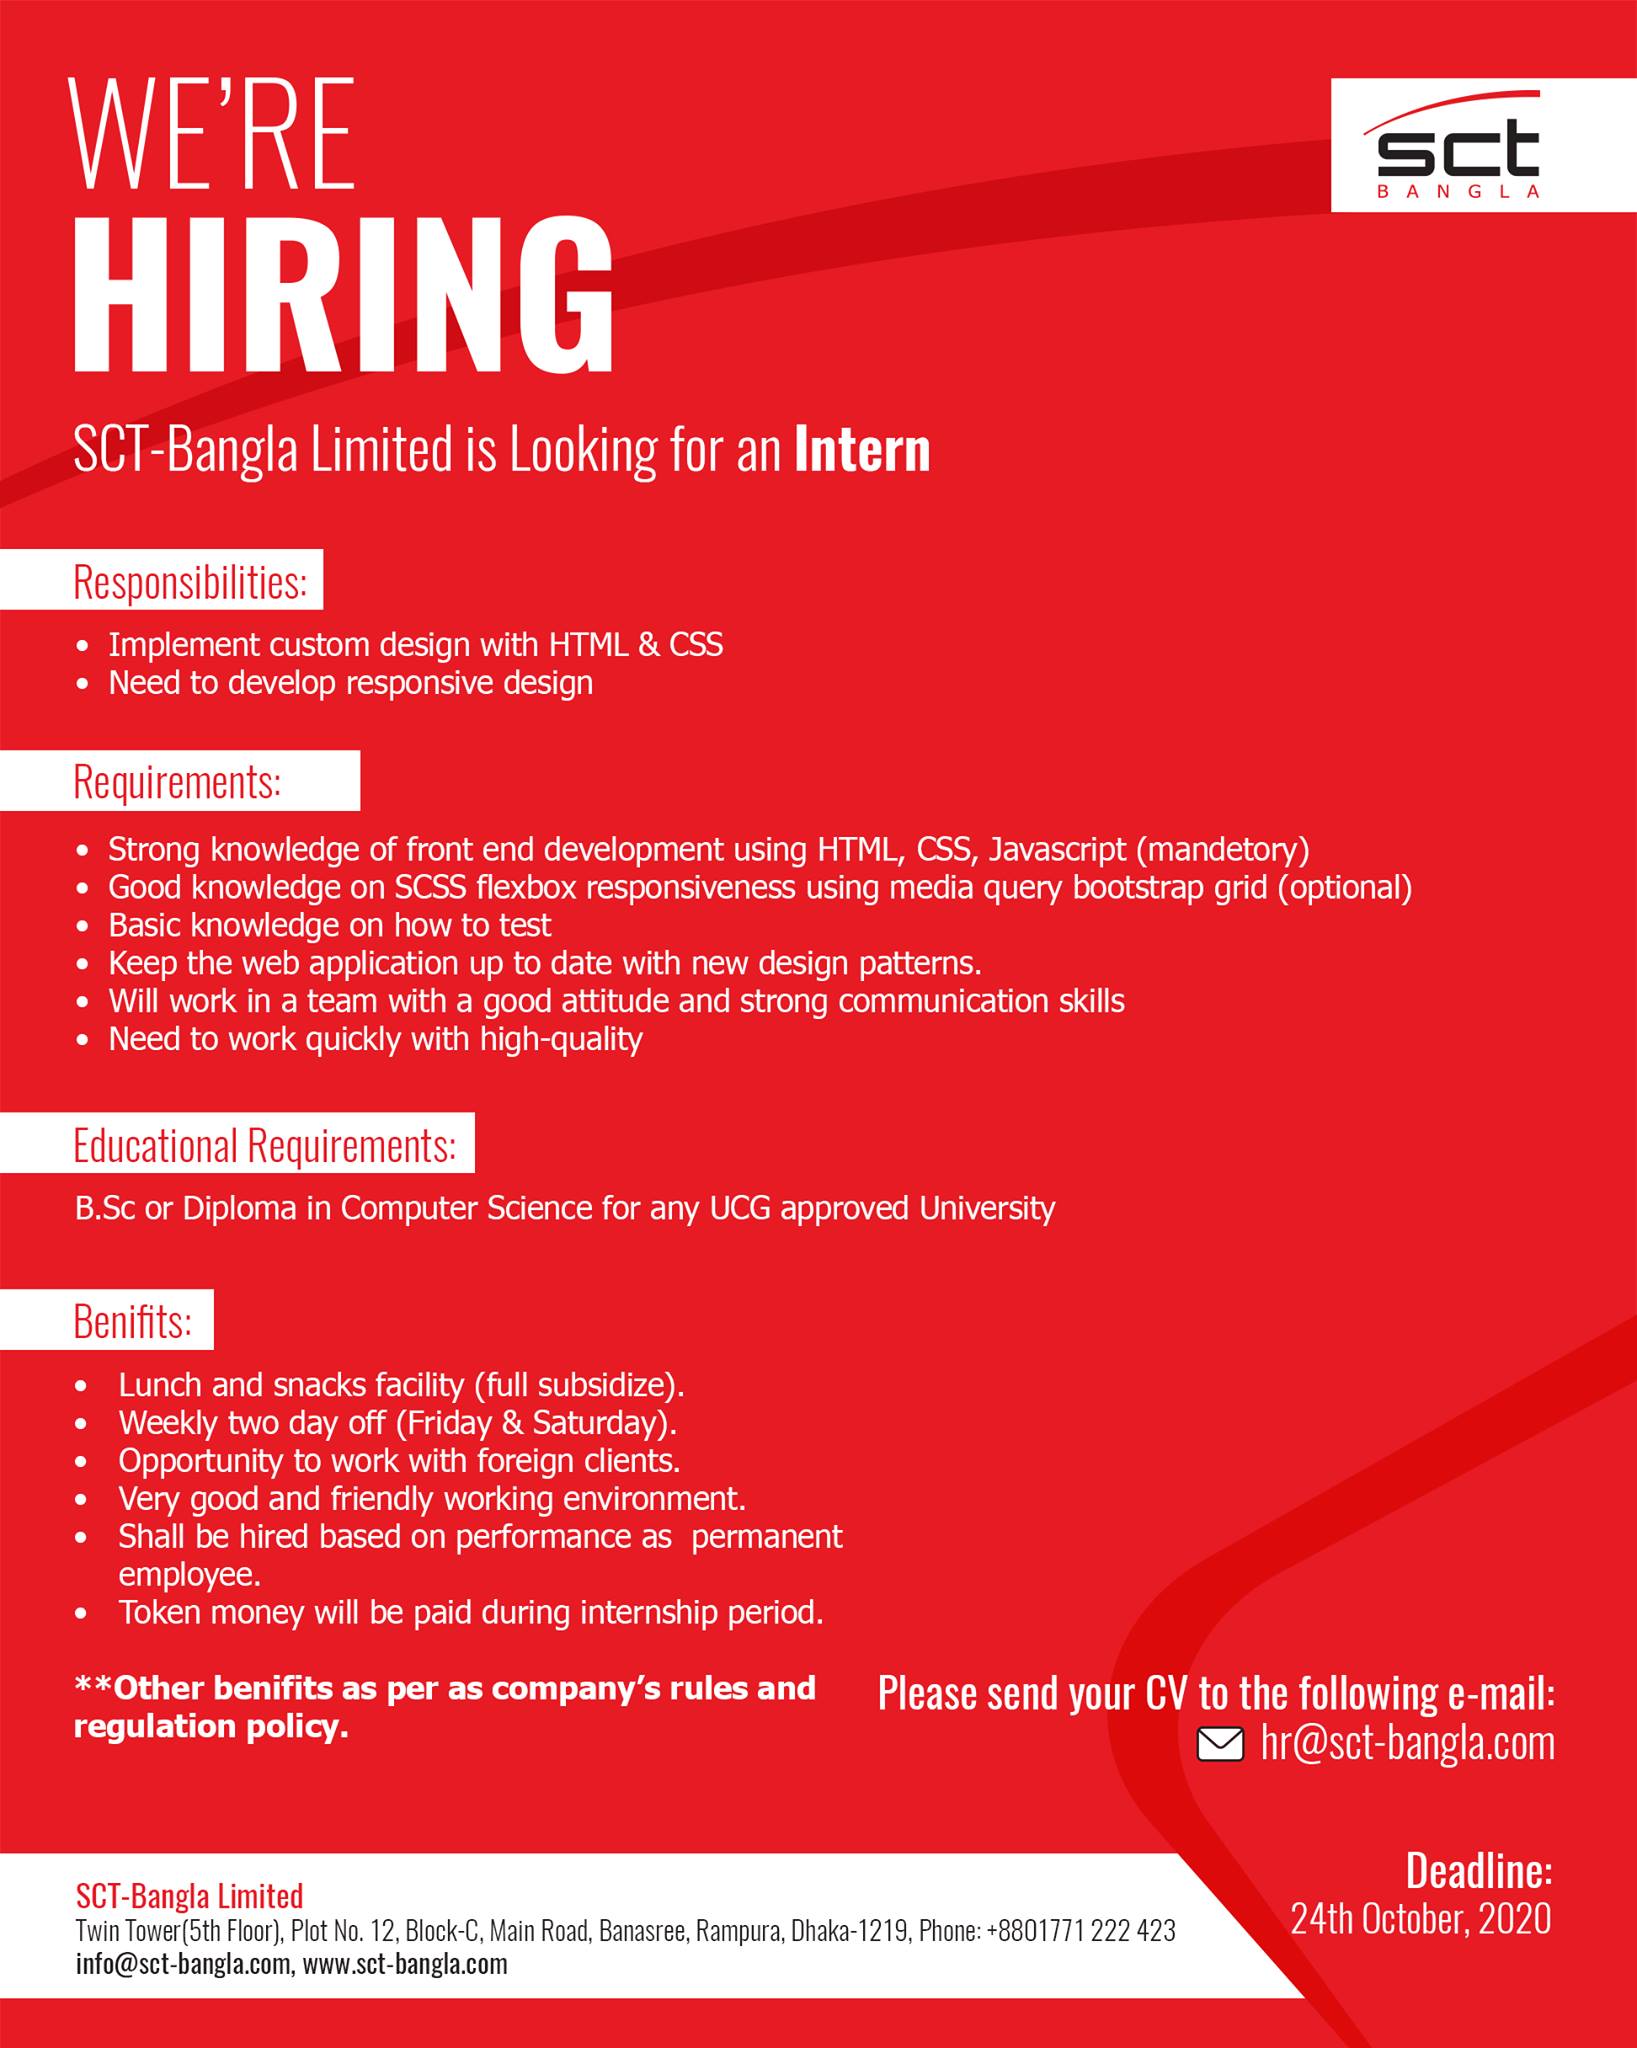 WE'RE
HIRING
sct
BANGLA
SCT-Bangla Limited is Looking for an Intern
Responsibilities:
• Implement custom design with HTML & CSS
• Need to develop responsive design
Requirements:
• Strong knowledge of front end development using HTML, CSS, Javascript (mandetory)
• Good knowledge on SCSS flexbox responsiveness using media query bootstrap grid (optional)
• Basic knowledge on how to test
• Keep the web application up to date with new design patterns.
• Will work in a team with a good attitude and strong communication skills
• Need to work quickly with high-quality
Educational Requirements:
B.Sc or Diploma in Computer Science for any UCG approved University
Benifits:
• Lunch and snacks facility (full subsidize).
• Weekly two day off (Friday & Saturday).
• Opportunity to work with foreign clients.
• Very good and friendly working environment.
• Shall be hired based on performance as  permanent
employee.
• Token money will be paid during internship period.
**Other benifits as per as company's rules and
regulation policy.
Please send your CV to the following e-mail:
hr@sct-bangla.com
Deadline:
24th October, 2020
SCT-Bangla Limited
Twin Tower(5th Floor), Plot No. 12, Block-C, Main Road, Banasree, Rampura, Dhaka-1219, Phone: +8801771 222 423
info@sct-bangla.com, www.sct-bangla.com